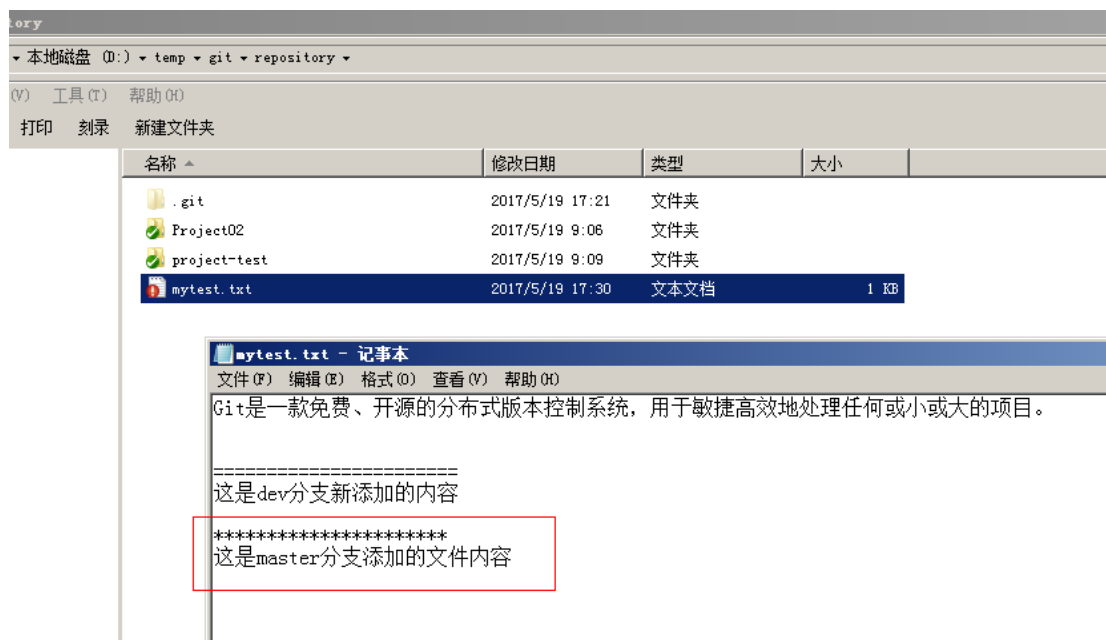 tory
本地磁盘 (D:) temp git repository
(V) 工具(T) 帮助(H)
打印 刻录 新建文件夹
名称 修改日期 类型 大小
.git 2017/5/19 17:21 文件夹
Project02 2017/5/19 9:06 文件夹
project-test 2017/5/19 9:09 文件夹
mytest.txt 2017/5/19 17:30 文本文档 1 KB
mytest.txt - 记事本
文件(F) 编辑(E) 格式(O) 查看(V) 帮助(H)
Git是一款免费、开源的分布式版本控制系统，用于敏捷高效地处理任何或小或大的项目。
=======================
这是dev分支新添加的内容
**********************
这是master分支添加的文件内容